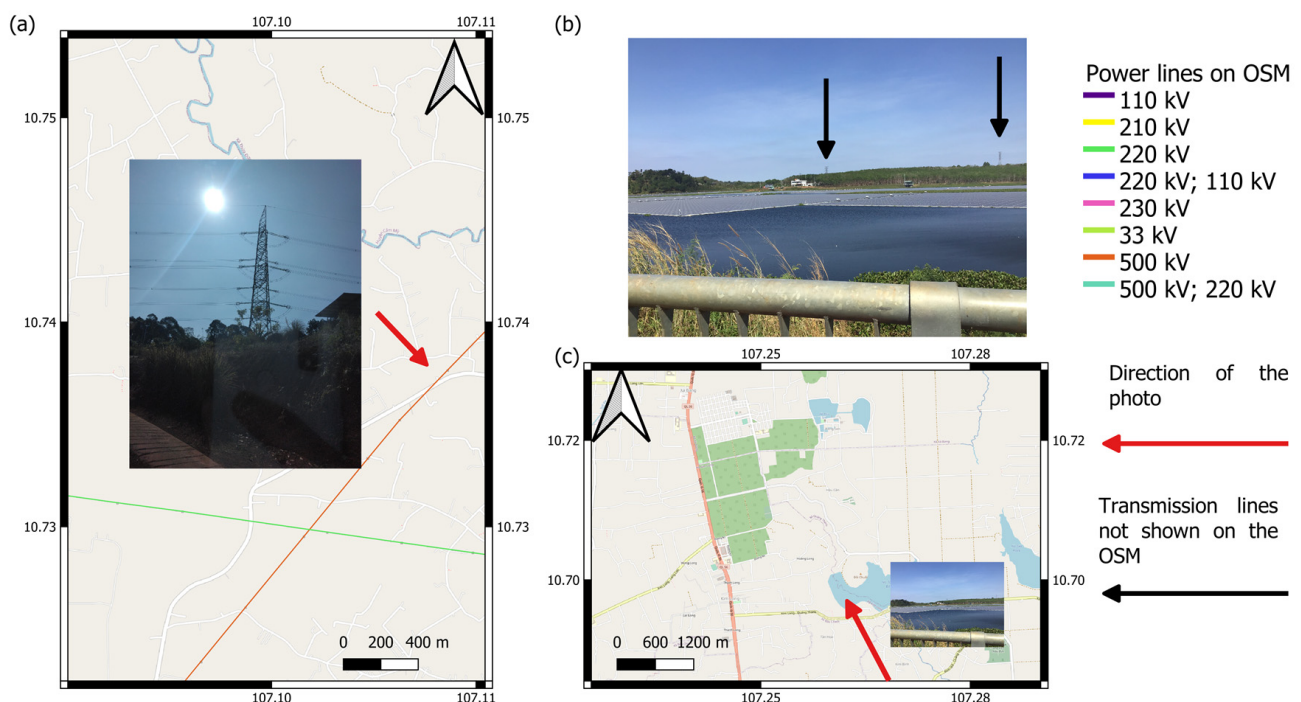 (a)
107.10
107.11
10.75
10.75
10.74
10.74
10.73
10.73
0 200 400 m
107.10
107.11
(b)
(c)
107.25
107.28
10.72
10.72
10.70
10.70
0 600 1200 m
107.25
107.28
Power lines on OSM
110 kV
210 kV
220 kV
220 kV; 110 kV
230 kV
33 kV
500 kV
500 kV; 220 kV
Direction of the
photo
Transmission lines
not shown on the
OSM